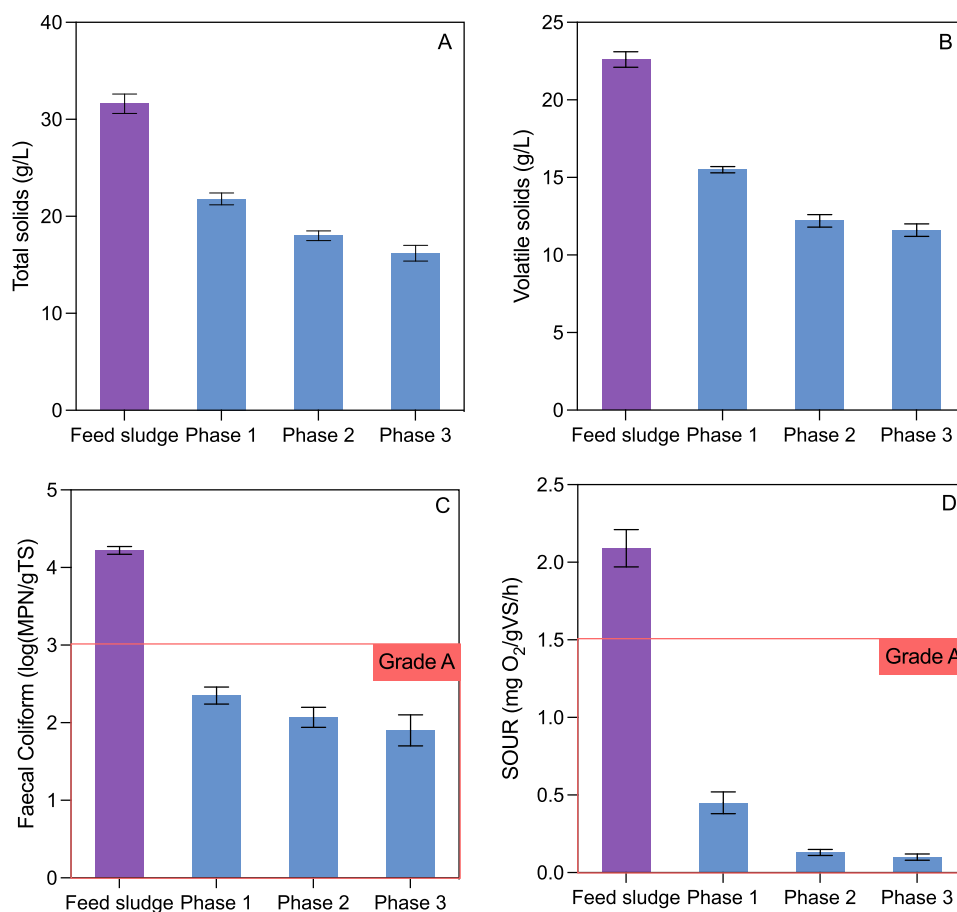 A
Total solids (g/L)
40
30
20
10
0
Feed sludge Phase 1 Phase 2 Phase 3
B
Volatile solids (g/L)
25
20
15
10
5
0
Feed sludge Phase 1 Phase 2 Phase 3
C
Faecal Coliform (log(MPN/gTS)
5
4
3
2
1
0
Grade A
Feed sludge Phase 1 Phase 2 Phase 3
D
SOUR (mg O₂/gVS/h)
2.5
2.0
1.5
1.0
0.5
0.0
Grade A
Feed sludge Phase 1 Phase 2 Phase 3